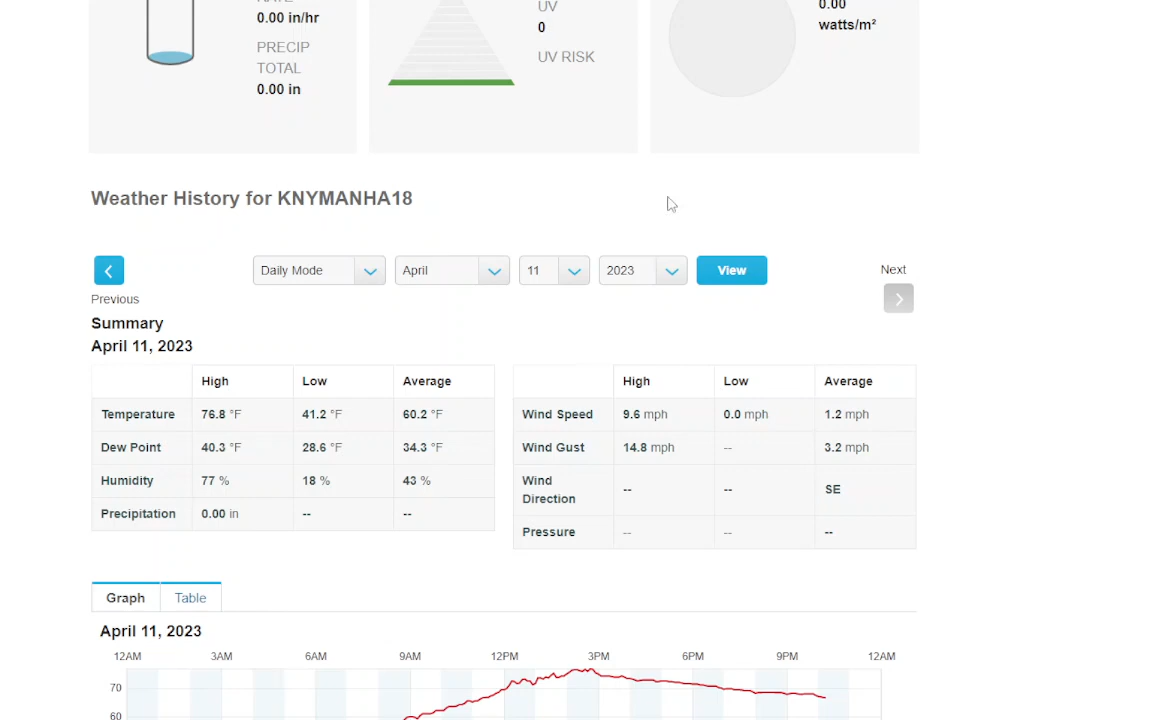 RATE
0.00 in/hr
PRECIP
TOTAL
0.00 in
UV
0
UV RISK
0.00
watts/m²
Weather History for KNYMANHA18
Previous
Daily Mode
April
11
2023
View
Next
Summary
April 11, 2023
High Low Average
Temperature 76.8 °F 41.2 °F 60.2 °F
Dew Point 40.3 °F 28.6 °F 34.3 °F
Humidity 77 % 18 % 43 %
Precipitation 0.00 in -- --
High Low Average
Wind Speed 9.6 mph 0.0 mph 1.2 mph
Wind Gust 14.8 mph -- 3.2 mph
Wind
Direction -- -- SE
Pressure -- -- --
Graph Table
April 11, 2023
12AM 3AM 6AM 9AM 12PM 3PM 6PM 9PM 12AM
70
60